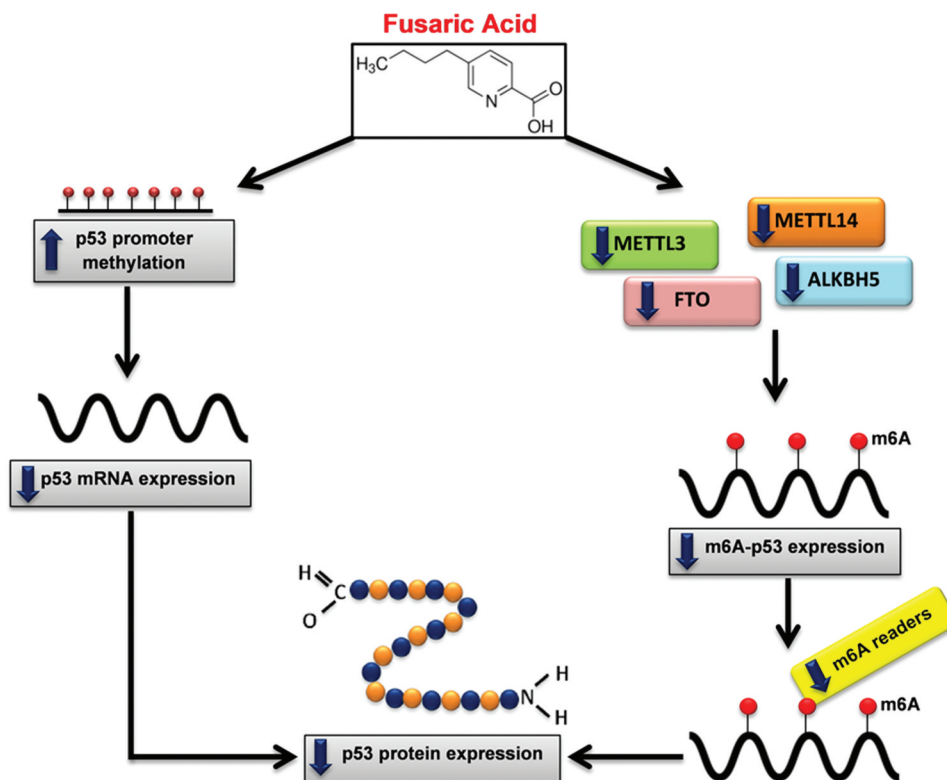 Fusaric Acid
H₃C
N
O
OH
p53 promoter
methylation
METTL3
METTL14
FTO
ALKBH5
p53 mRNA expression
m6A
m6A-p53 expression
m6A readers
m6A
H
C
O
N
H
H
p53 protein expression